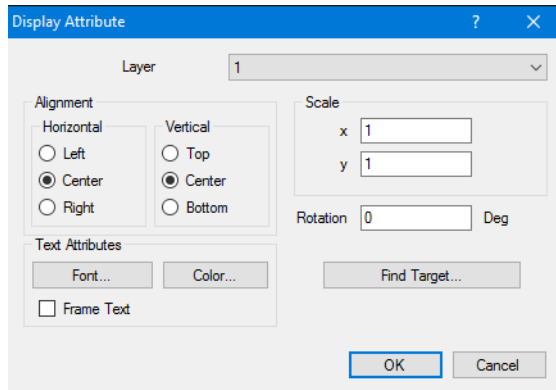 Display Attribute ? ×
Layer 1
Alignment
Horizontal
Left
Center
Right
Vertical
Top
Center
Bottom
Scale
x 1
y 1
Rotation 0 Deg
Text Attributes
Font... Color...
Frame Text
Find Target...
OK Cancel